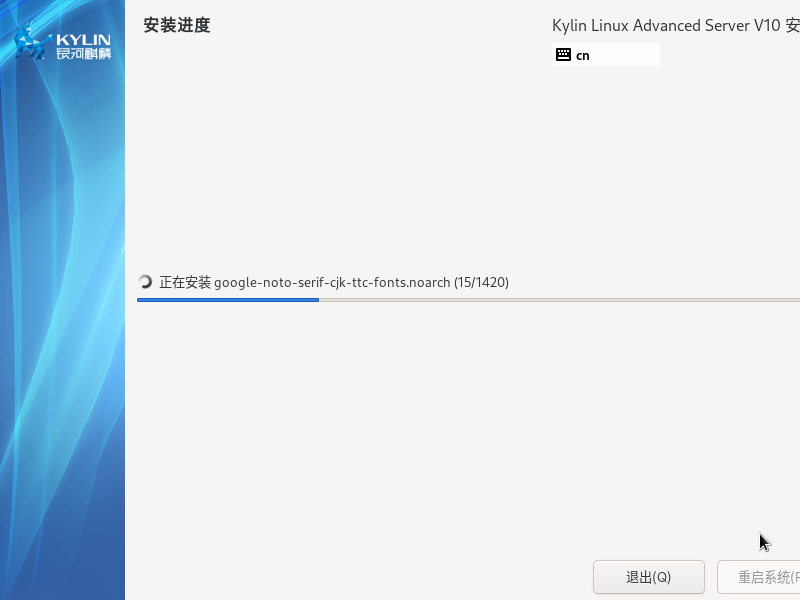 KYLIN
银河麒麟
安装进度
Kylin Linux Advanced Server V10 安
cn
正在安装 google-noto-serif-cjk-ttc-fonts.noarch (15/1420)
退出(Q)
重启系统(R